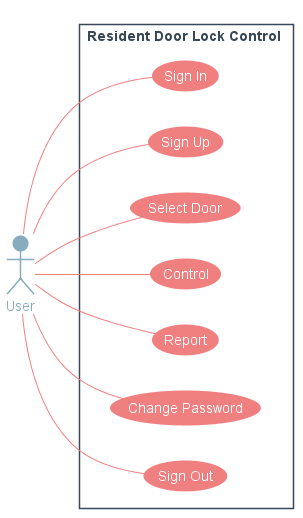 Resident Door Lock Control
Sign In
Sign Up
Select Door
Control
User
Report
Change Password
Sign Out